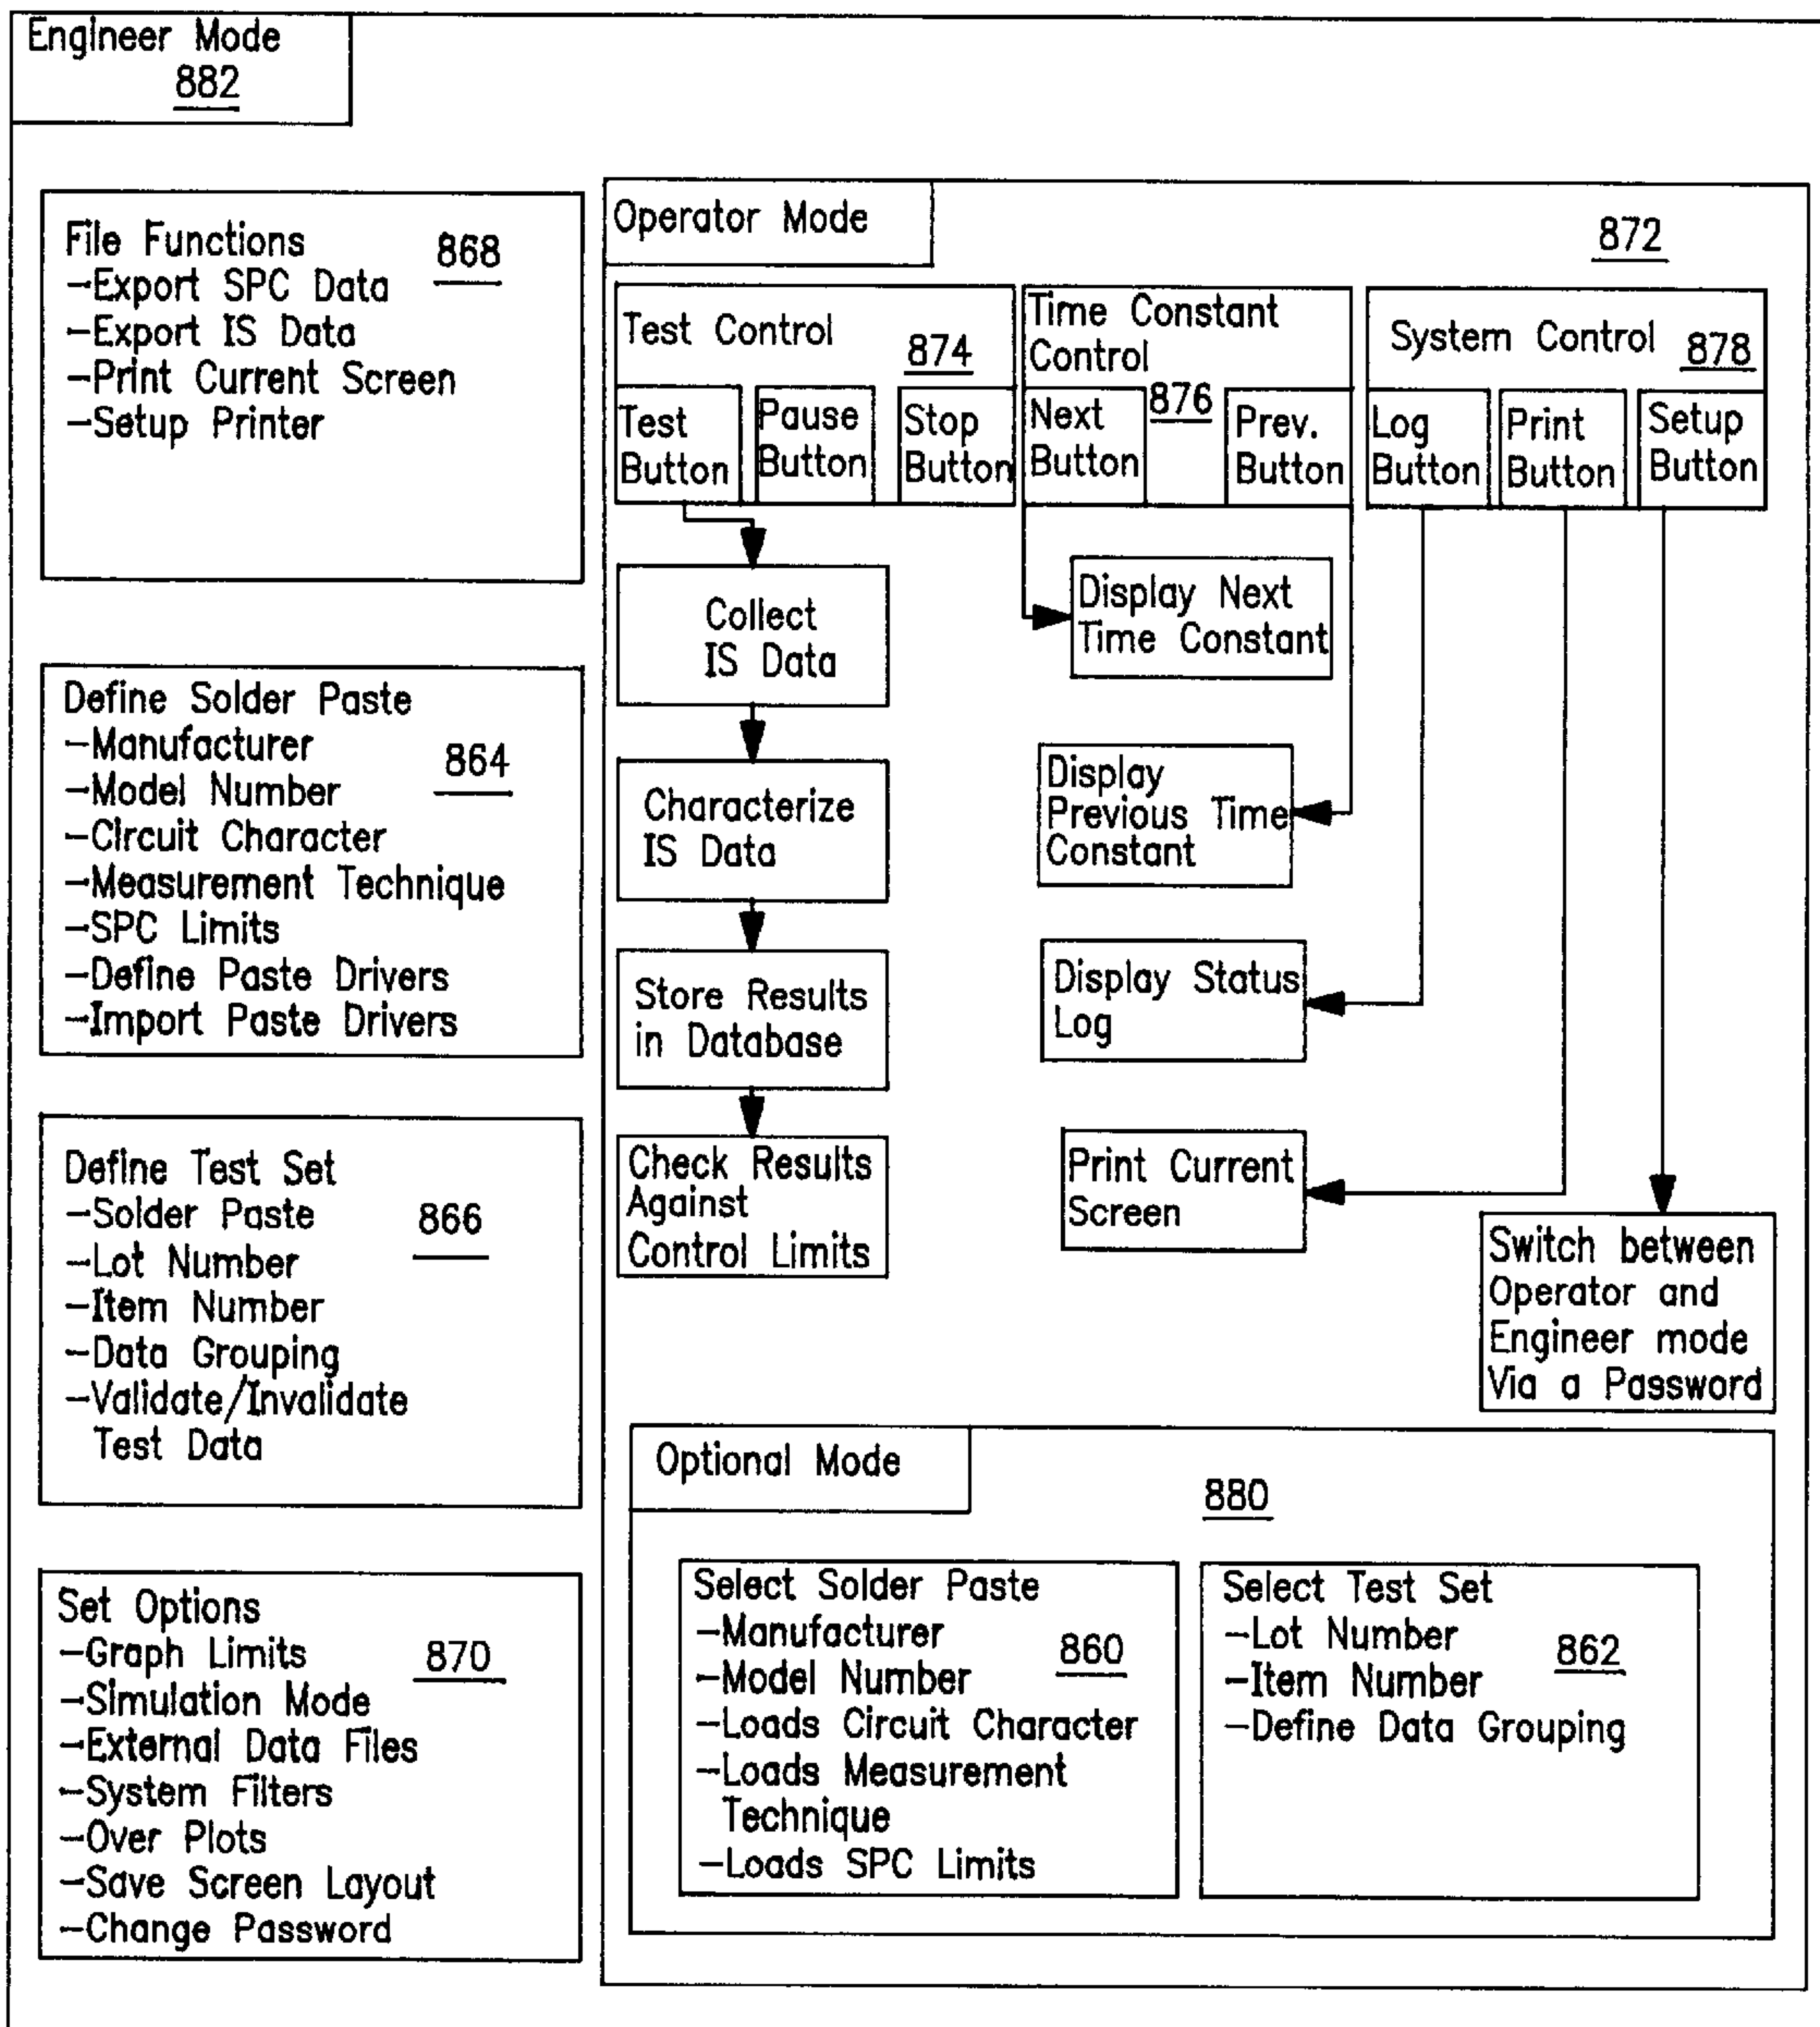 Engineer Mode
882
File Functions
868
-Export SPC Data
-Export IS Data
-Print Current Screen
-Setup Printer
Define Solder Paste
-Manufacturer
864
-Model Number
-Circuit Character
-Measurement Technique
-SPC Limits
-Define Paste Drivers
-Import Paste Drivers
Define Test Set
-Solder Paste
866
-Lot Number
-Item Number
-Data Grouping
-Validate/Invalidate
Test Data
Set Options
-Graph Limits
870
-Simulation Mode
-External Data Files
-System Filters
-Over Plots
-Save Screen Layout
-Change Password
Operator Mode
872
Test Control
874
Test
Button
Pause
Button
Stop
Button
Time Constant
Control
876
Next
Button
Prev.
Button
System Control
878
Log
Button
Print
Button
Setup
Button
Collect
IS Data
Characterize
IS Data
Store Results
in Database
Check Results
Against
Control Limits
Display Next
Time Constant
Display
Previous Time
Constant
Display Status
Log
Print Current
Screen
Switch between
Operator and
Engineer mode
Via a Password
Optional Mode
880
Select Solder Paste
-Manufacturer
860
-Model Number
-Loads Circuit Character
-Loads Measurement
Technique
-Loads SPC Limits
Select Test Set
-Lot Number
862
-Item Number
-Define Data Grouping